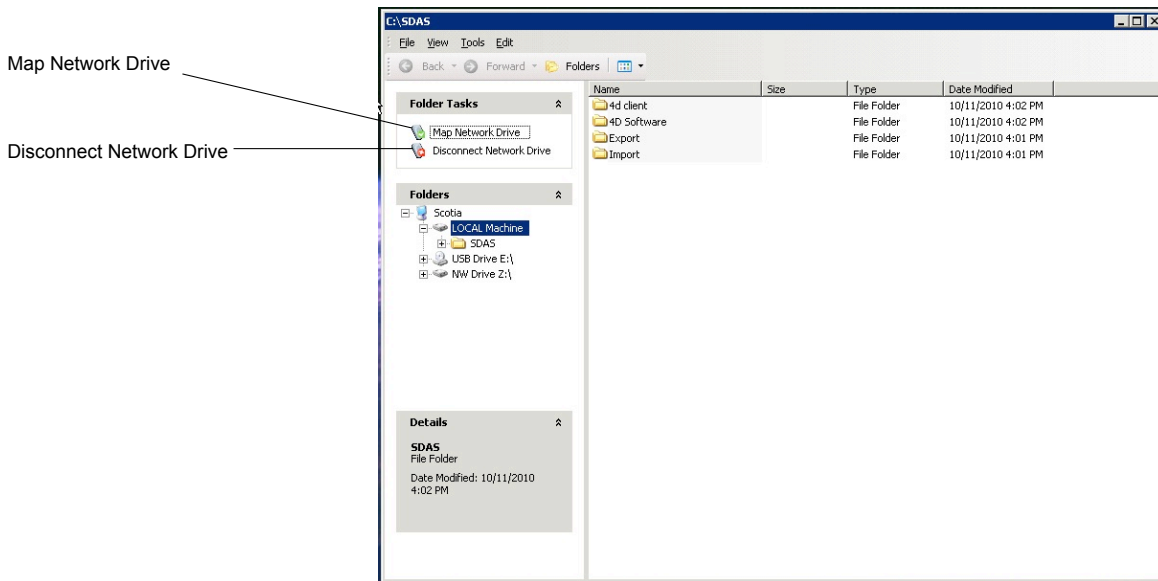 Map Network Drive
Disconnect Network Drive
C:\SDAS
File View Tools Edit
Back Forward Folders
Folder Tasks
Map Network Drive
Disconnect Network Drive
Folders
Scotia
LOCAL Machine
SDAS
USB Drive E:\
NW Drive Z:\
Details
SDAS
File Folder
Date Modified: 10/11/2010
4:02 PM
Name Size Type Date Modified
4d client File Folder 10/11/2010 4:02 PM
4D Software File Folder 10/11/2010 4:02 PM
Export File Folder 10/11/2010 4:01 PM
Import File Folder 10/11/2010 4:01 PM